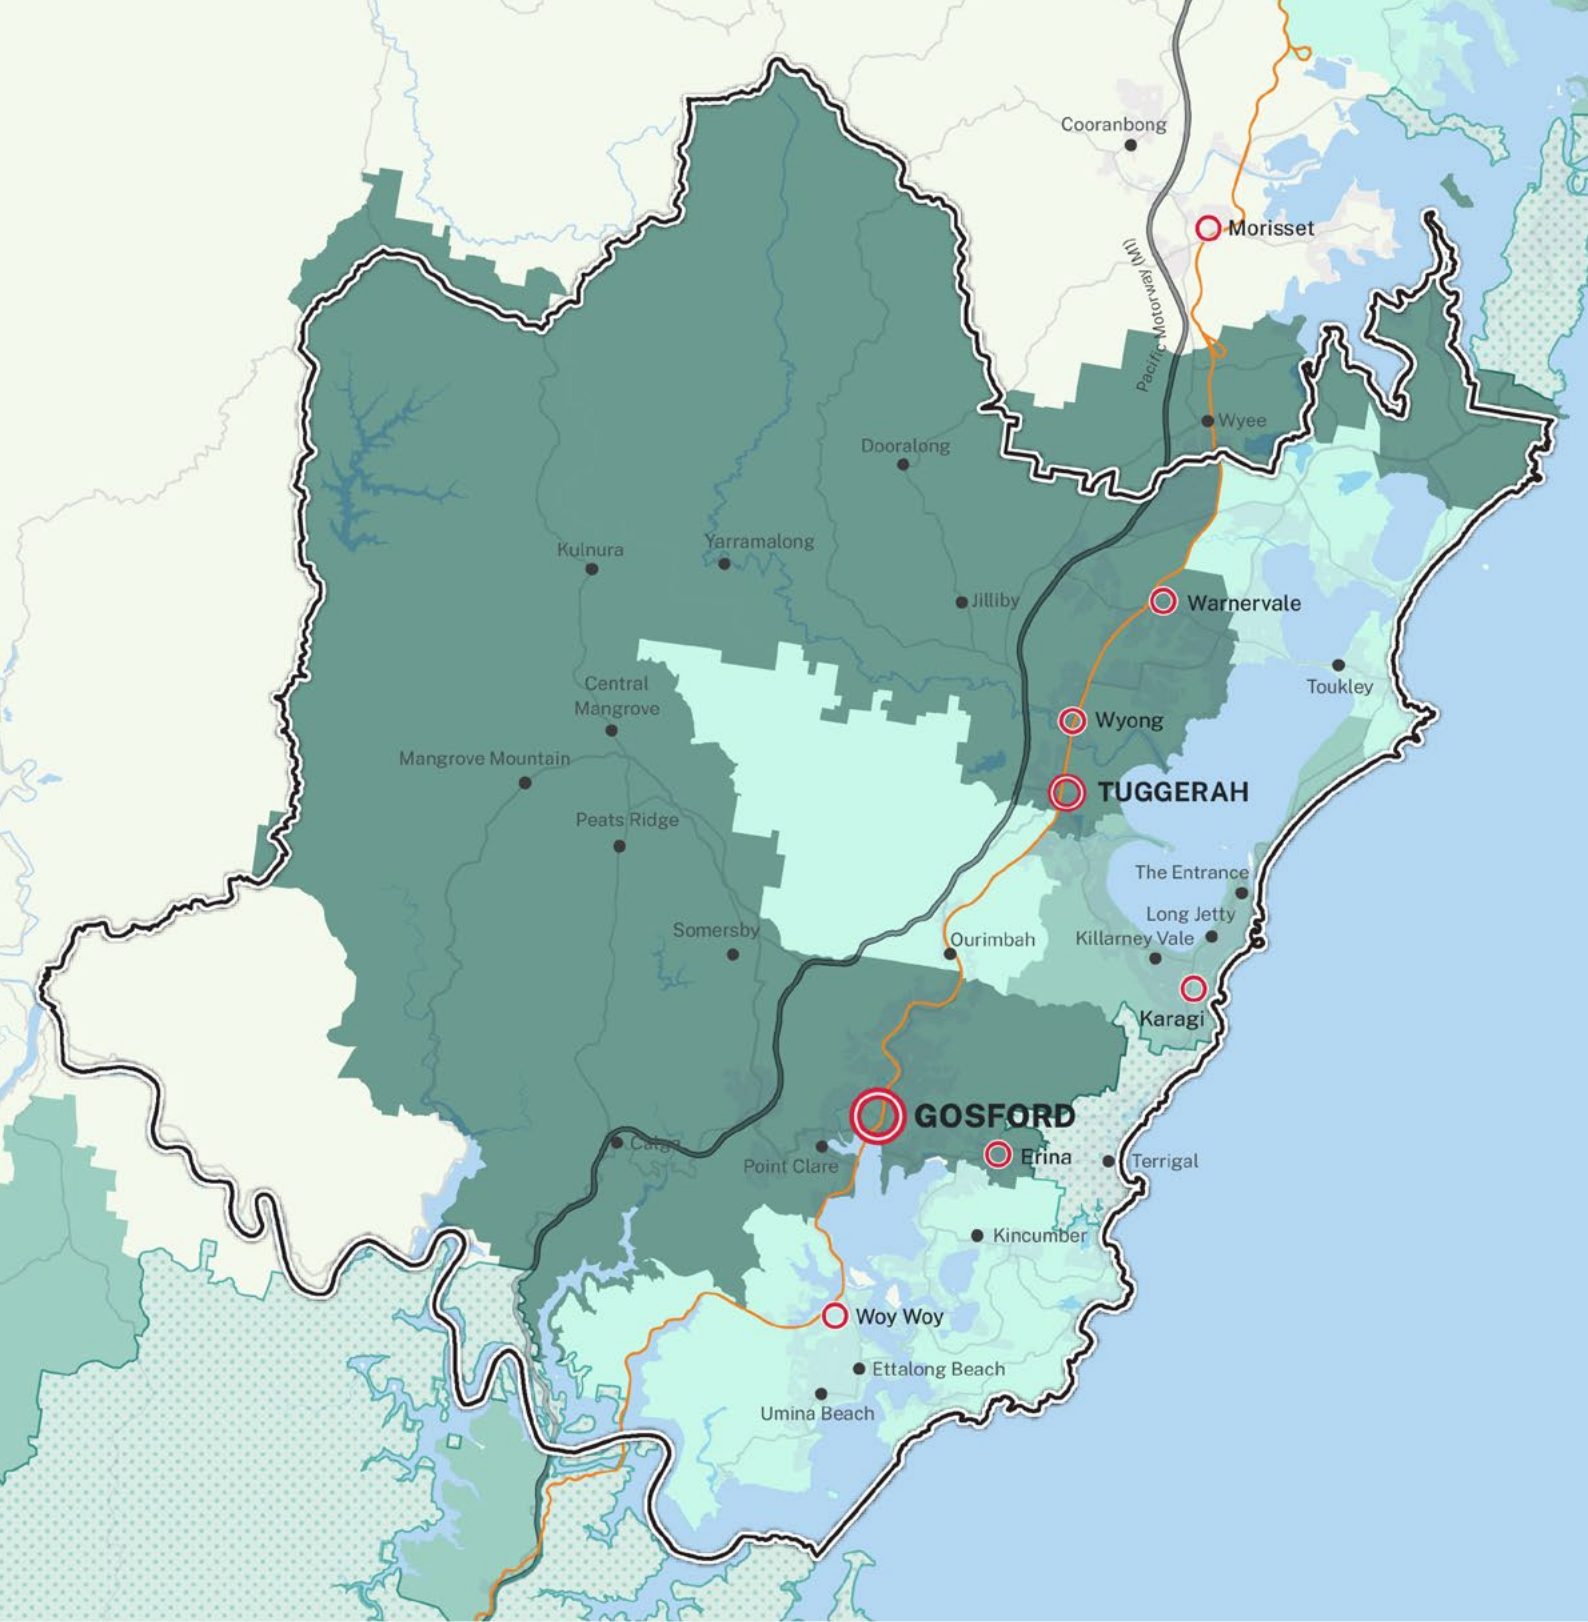 Cooranbong
Morisset
Pacific Motorway (M1)
Wyee
Dooralong
Kulnura
Yarramalong
Jilliby
Warnervale
Toukley
Central
Mangrove
Wyong
Mangrove Mountain
TUGGERAH
Peats Ridge
The Entrance
Long Jetty
Killarney Vale
Somersby
Ourimbah
Karagi
GOSFORD
Calga
Point Clare
Erina
Terrigal
Kincumber
Woy Woy
Ettalong Beach
Umina Beach